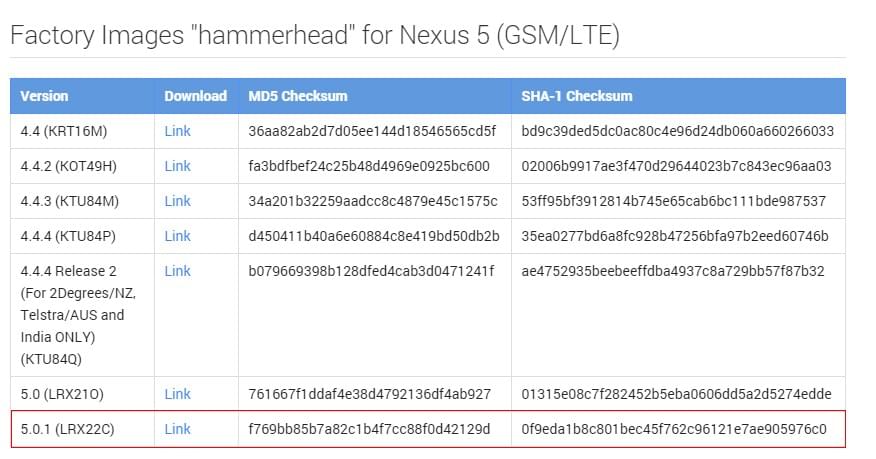 Factory Images "hammerhead" for Nexus 5 (GSM/LTE)
Version Download MD5 Checksum SHA-1 Checksum
4.4 (KRT16M) Link 36aa82ab2d7d05ee144d18546565cd5f bd9c39ded5dc0ac80c4e96d24db060a660266033
4.4.2 (KOT49H) Link fa3bdfbef24c25b48d4969e0925bc600 02006b9917ae3f470d29644023b7c843ec96aa03
4.4.3 (KTU84M) Link 34a201b32259aadcc8c4879e45c1575c 53ff95bf3912814b745e65cab6bc111bde987537
4.4.4 (KTU84P) Link d450411b40a6e60884c8e419bd50db2b 35ea0277bd6a8fc928b47256bfa97b2eed60746b
4.4.4 Release 2 Link b079669398b128dfed4cab3d0471241f ae4752935beebeeffdba4937c8a729bb57f87b32
(For 2Degrees/NZ,
Telstra/AUS and
India ONLY)
(KTU84Q)
5.0 (LRX21O) Link 761667f1ddaf4e38d4792136df4ab927 01315e08c7f282452b5eba0606dd5a2d5274edde
5.0.1 (LRX22C) Link f769bb85b7a82c1b4f7cc88f0d42129d 0f9eda1b8c801bec45f762c96121e7ae905976c0